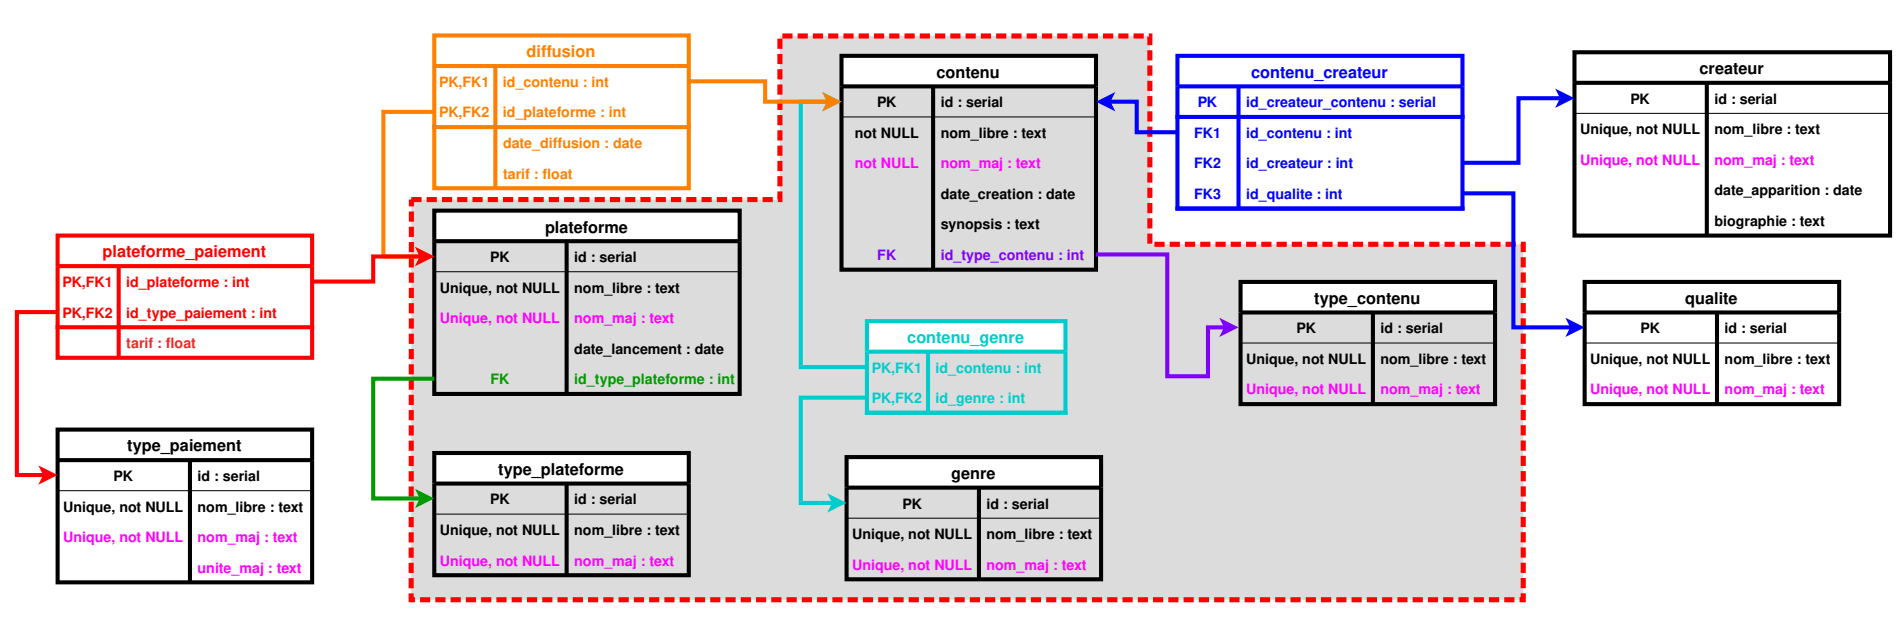 diffusion
PK,FK1 id_contenu : int
PK,FK2 id_plateforme : int
date_diffusion : date
tarif : float
contenu
PK id : serial
not NULL nom_libre : text
not NULL nom_maj : text
date_creation : date
synopsis : text
FK id_type_contenu : int
contenu_createur
PK id_createur_contenu : serial
FK1 id_contenu : int
FK2 id_createur : int
FK3 id_qualite : int
createur
PK id : serial
Unique, not NULL nom_libre : text
Unique, not NULL nom_maj : text
date_apparition : date
biographie : text
plateforme_paiement
PK,FK1 id_plateforme : int
PK,FK2 id_type_paiement : int
tarif : float
plateforme
PK id : serial
Unique, not NULL nom_libre : text
Unique, not NULL nom_maj : text
date_lancement : date
FK id_type_plateforme : int
contenu_genre
PK,FK1 id_contenu : int
PK,FK2 id_genre : int
type_contenu
PK id : serial
Unique, not NULL nom_libre : text
Unique, not NULL nom_maj : text
qualite
PK id : serial
Unique, not NULL nom_libre : text
Unique, not NULL nom_maj : text
type_paiement
PK id : serial
Unique, not NULL nom_libre : text
Unique, not NULL nom_maj : text
unite_maj : text
type_plateforme
PK id : serial
Unique, not NULL nom_libre : text
Unique, not NULL nom_maj : text
genre
PK id : serial
Unique, not NULL nom_libre : text
Unique, not NULL nom_maj : text